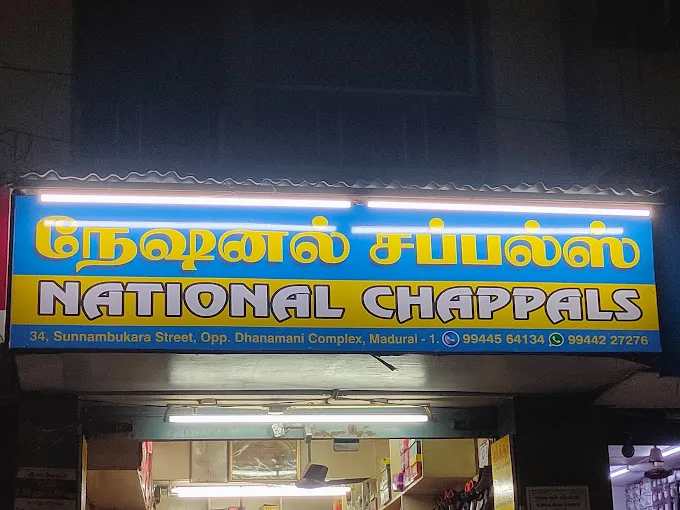 நேஷனல் சப்பல்ஸ்
NATIONAL CHAPPALS
34, Sunnambukara Street, Opp. Dhanamani Complex, Madurai - 1. 99445 64134 99442 27276